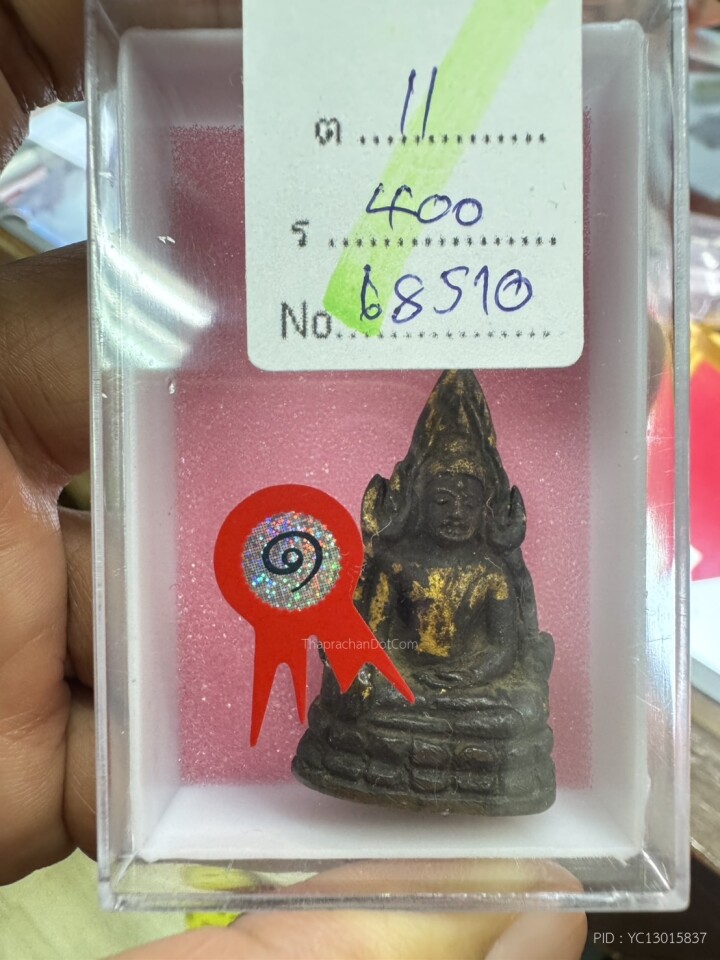 ต ......11......
ร ......400......
No......68510......
๑
ThaprachanDotCom
PID : YC13015837